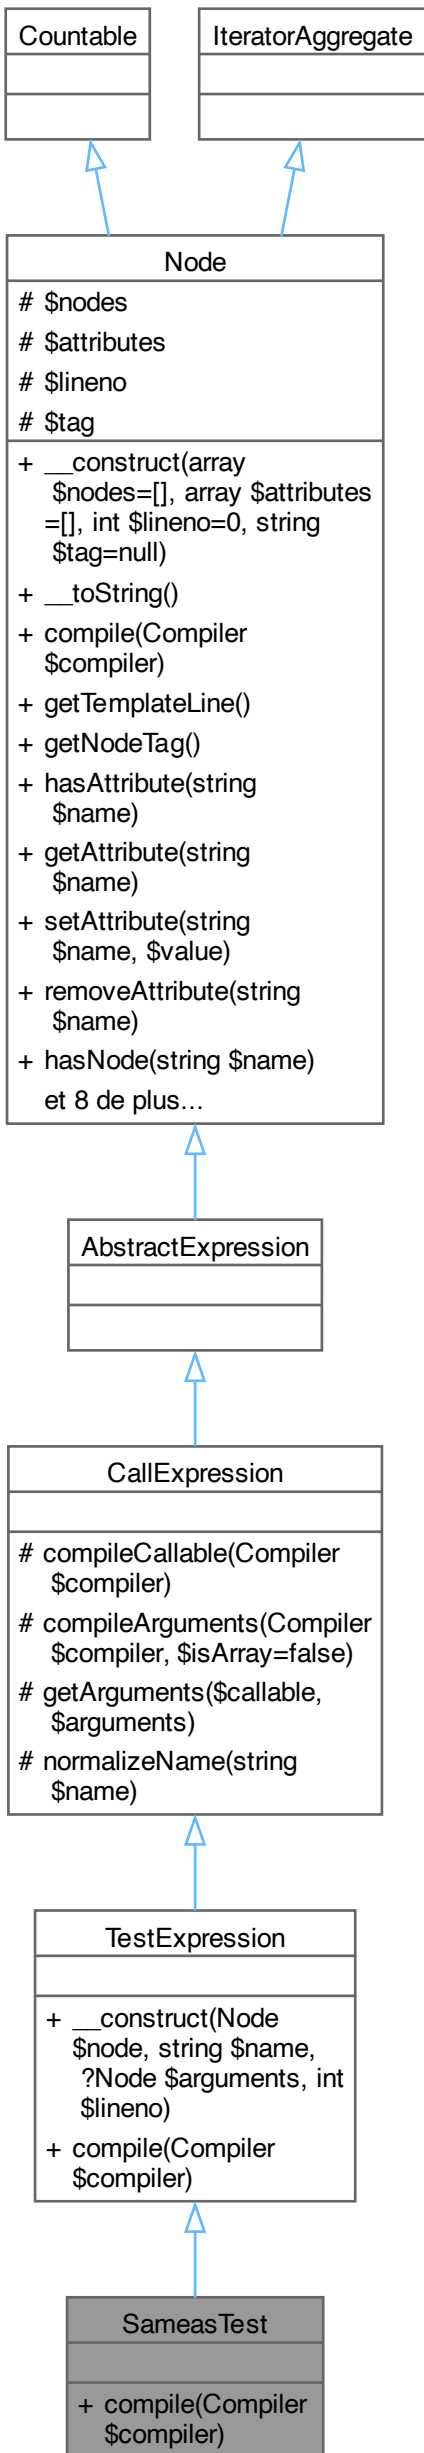 Countable
IteratorAggregate
Node
# $nodes
# $attributes
# $lineno
# $tag
+ __construct(array
$nodes=[], array $attributes
=[], int $lineno=0, string
$tag=null)
+ __toString()
+ compile(Compiler
$compiler)
+ getTemplateLine()
+ getNodeTag()
+ hasAttribute(string
$name)
+ getAttribute(string
$name)
+ setAttribute(string
$name, $value)
+ removeAttribute(string
$name)
+ hasNode(string $name)
et 8 de plus...
AbstractExpression
CallExpression
# compileCallable(Compiler
$compiler)
# compileArguments(Compiler
$compiler, $isArray=false)
# getArguments($callable,
$arguments)
# normalizeName(string
$name)
TestExpression
+ __construct(Node
$node, string $name,
?Node $arguments, int
$lineno)
+ compile(Compiler
$compiler)
SameasTest
+ compile(Compiler
$compiler)